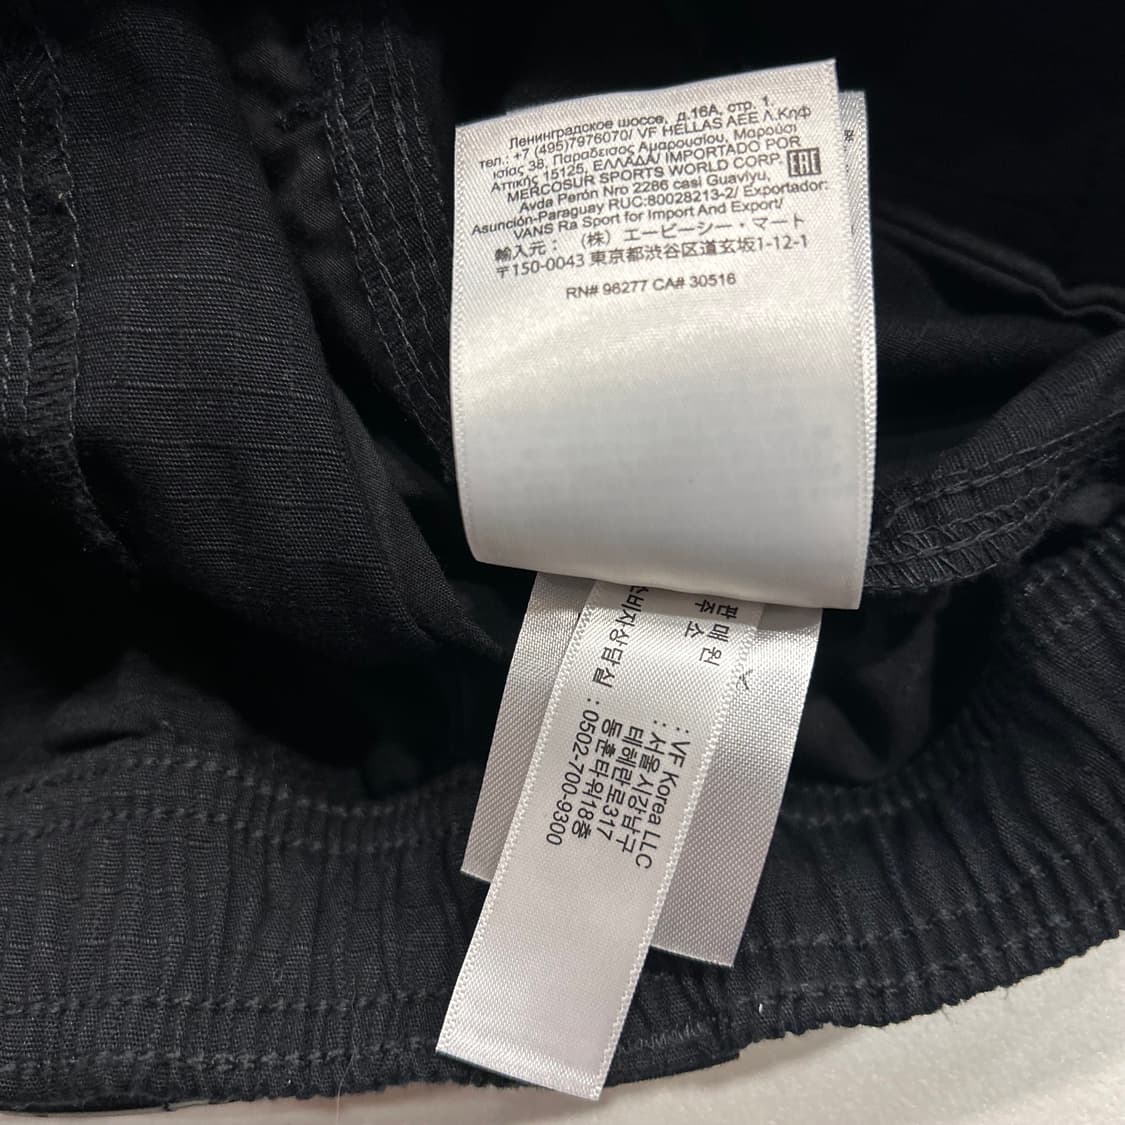 Ленинградское шоссе, д.16А, стр. 1,
тел.: +7 (495)7976070/ VF HELLAS AEE Λ.Κηφ
ισίας 38, Παραδεισος Αμαρουσίου, Μαρούσι
Αττικής 15125, ΕΛΛΑΔΑ/ IMPORTADO POR
MERCOSUR SPORTS WORLD CORP.
EAC
Avda Perón Nro 2286 casi Guaviyu,
Asunción-Paraguay RUC:80028213-2/ Exportador:
VANS Ra Sport for Import And Export/
輸入元： （株）エービーシー・マート
〒150-0043 東京都渋谷区道玄坂1-12-1
RN# 96277 CA# 30516
판매원 : VF Korea LLC
주소 : 서울시강남구
테헤란로317
동훈타워18층
소비자상담실 : 0502-700-9300